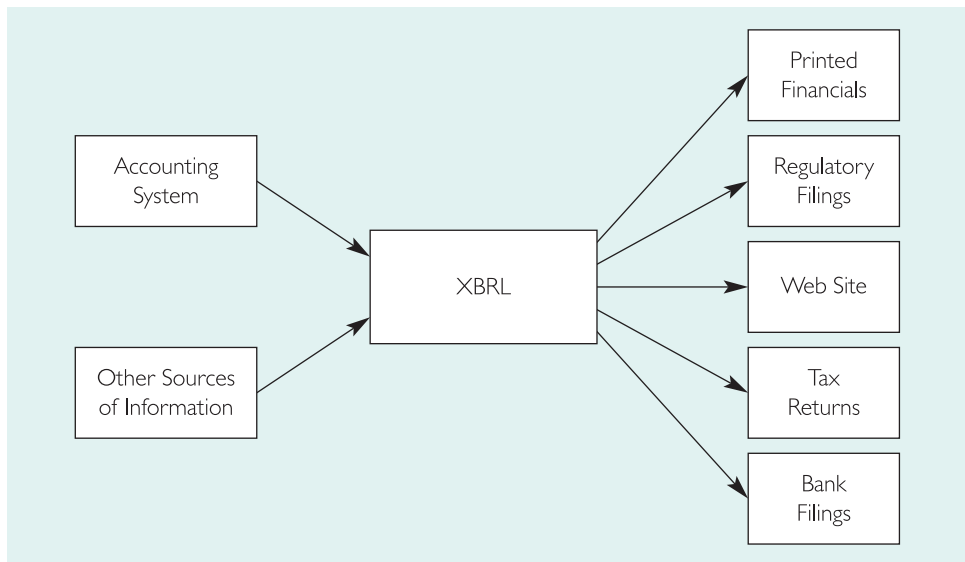 Accounting
System
Other Sources
of Information
XBRL
Printed
Financials
Regulatory
Filings
Web Site
Tax
Returns
Bank
Filings